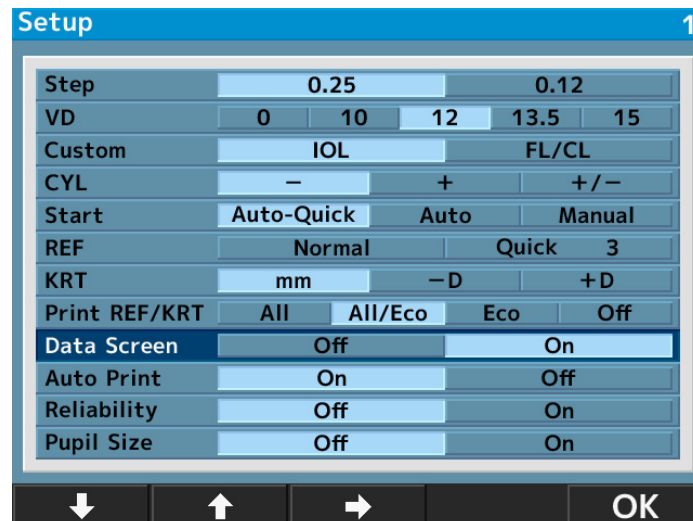 Setup 1
Step 0.25 0.12
VD 0 10 12 13.5 15
Custom IOL FL/CL
CYL − + +/−
Start Auto-Quick Auto Manual
REF Normal Quick 3
KRT mm −D +D
Print REF/KRT All All/Eco Eco Off
Data Screen Off On
Auto Print On Off
Reliability Off On
Pupil Size Off On
OK